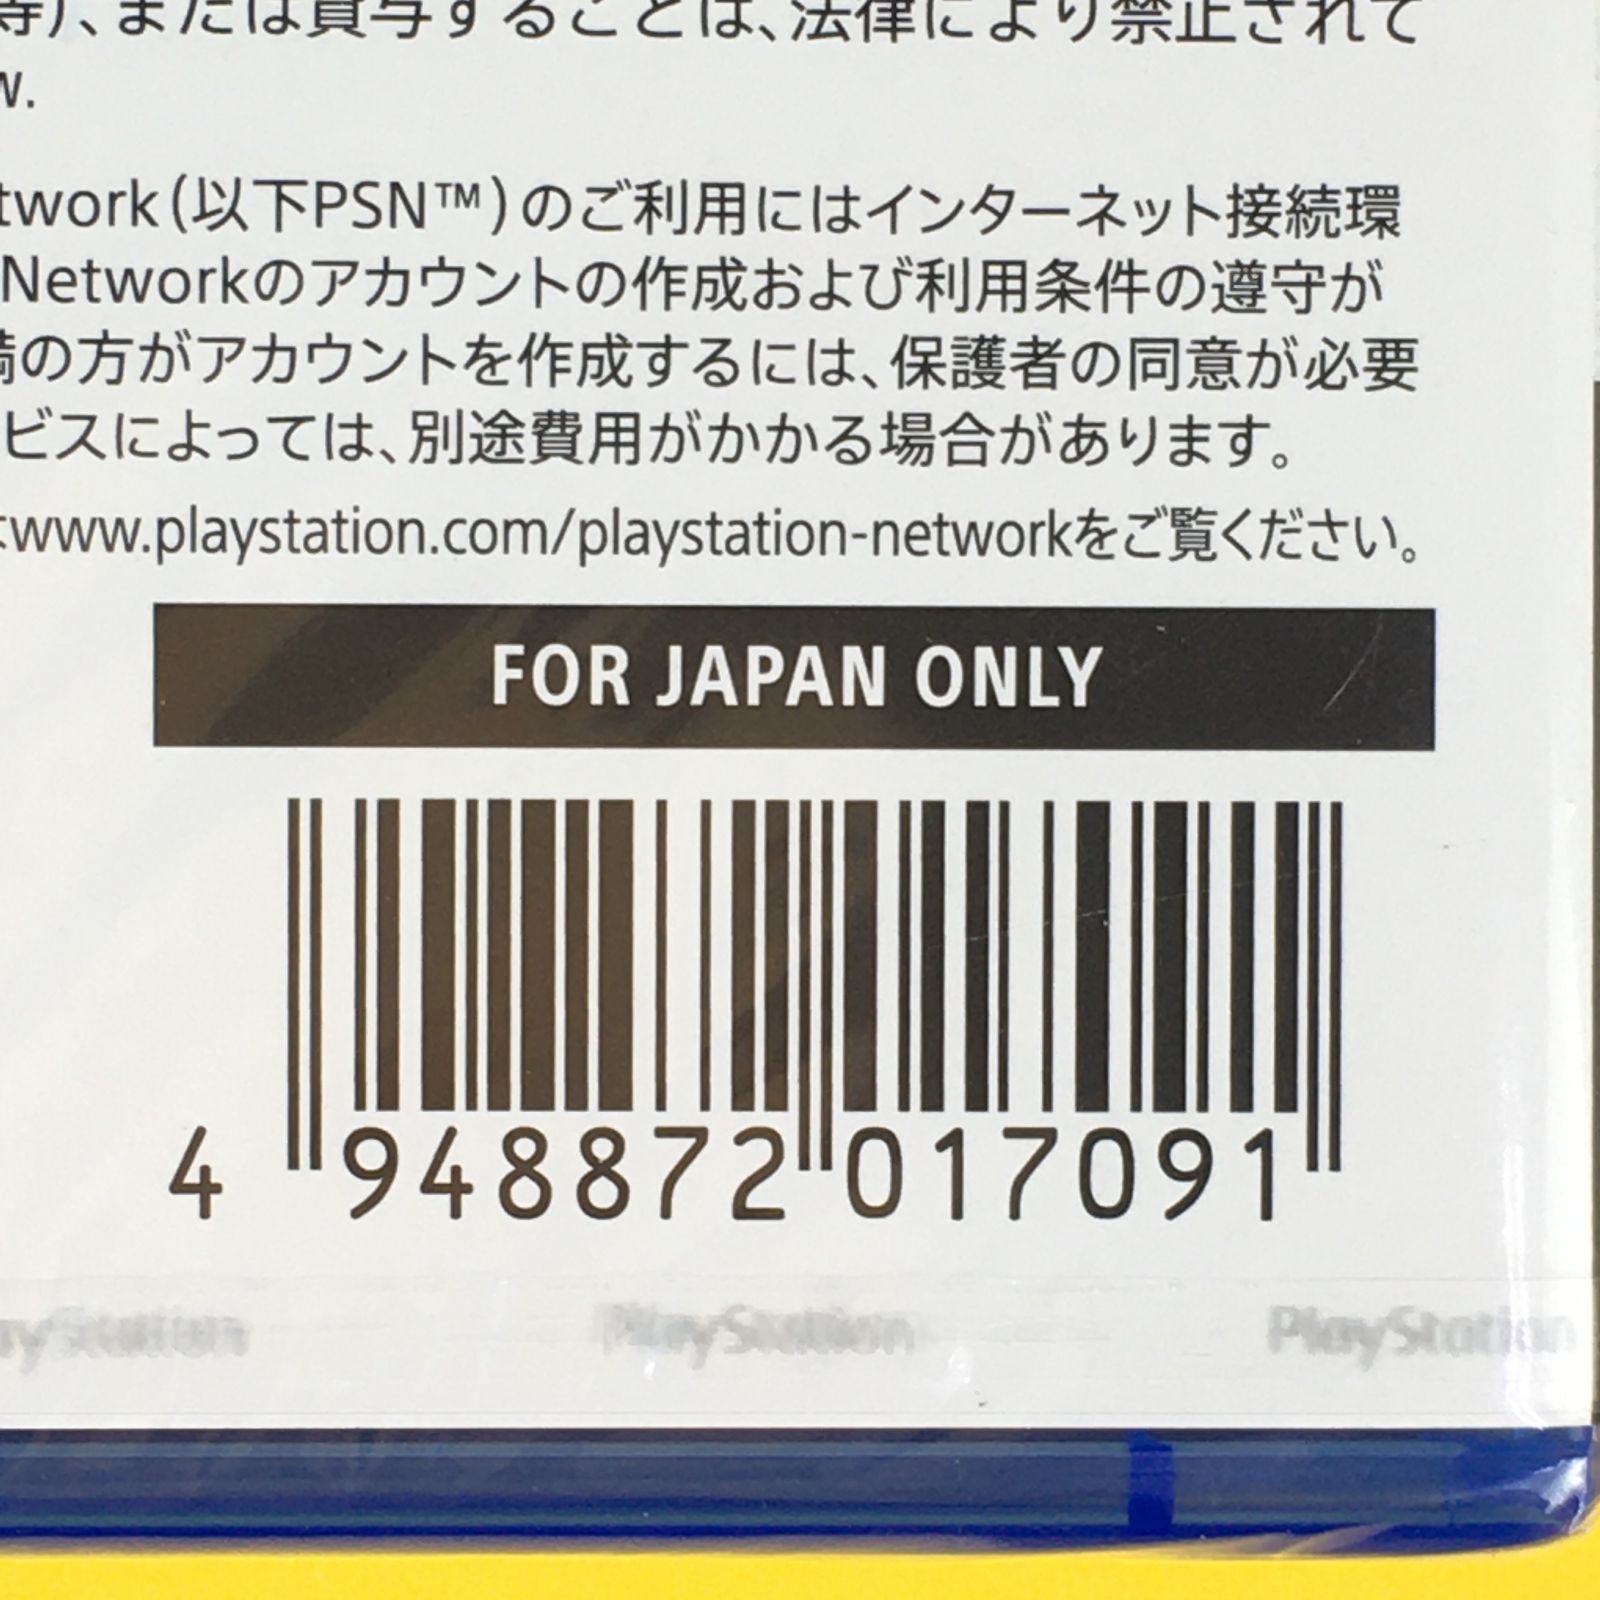 等)、または貸与することは、法律により禁止されて
w.
twork(以下PSN™)のご利用にはインターネット接続環
Networkのアカウントの作成および利用条件の遵守が
満の方がアカウントを作成するには、保護者の同意が必要
ビスによっては、別途費用がかかる場合があります。
www.playstation.com/playstation-networkをご覧ください。
FOR JAPAN ONLY
4 948872 017091
PlayStation PlayStation